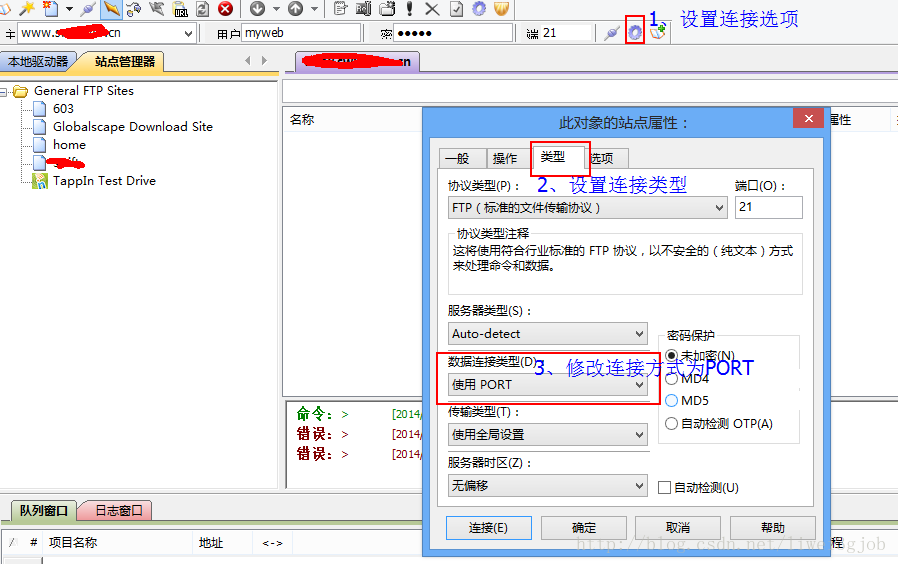 URL
1、设置连接选项
主 www.s cn 用户 myweb 密 ●●●●● 端 21
本地驱动器 站点管理器 cn
General FTP Sites
603
Globalscape Download Site
home
TappIn Test Drive
名称 属性
此对象的站点属性：
一般 操作 类型 选项
2、设置连接类型
协议类型(P)： 端口(O)：
FTP（标准的文件传输协议） 21
协议类型注释
这将使用符合行业标准的 FTP 协议，以不安全的（纯文本）方式
来处理命令和数据。
服务器类型(S)：
Auto-detect
密码保护
未加密(N)
MD4
MD5
自动检测 OTP(A)
数据连接类型(D)
3、修改连接方式为PORT
使用 PORT
传输类型(T)：
使用全局设置
服务器时区(Z)：
无偏移
自动检测(U)
连接(E) 确定 取消 帮助
命令：> [2014/
错误：> [2014/
错误：> [2014/
队列窗口 日志窗口
/ # 项目名称 地址 <-> 程